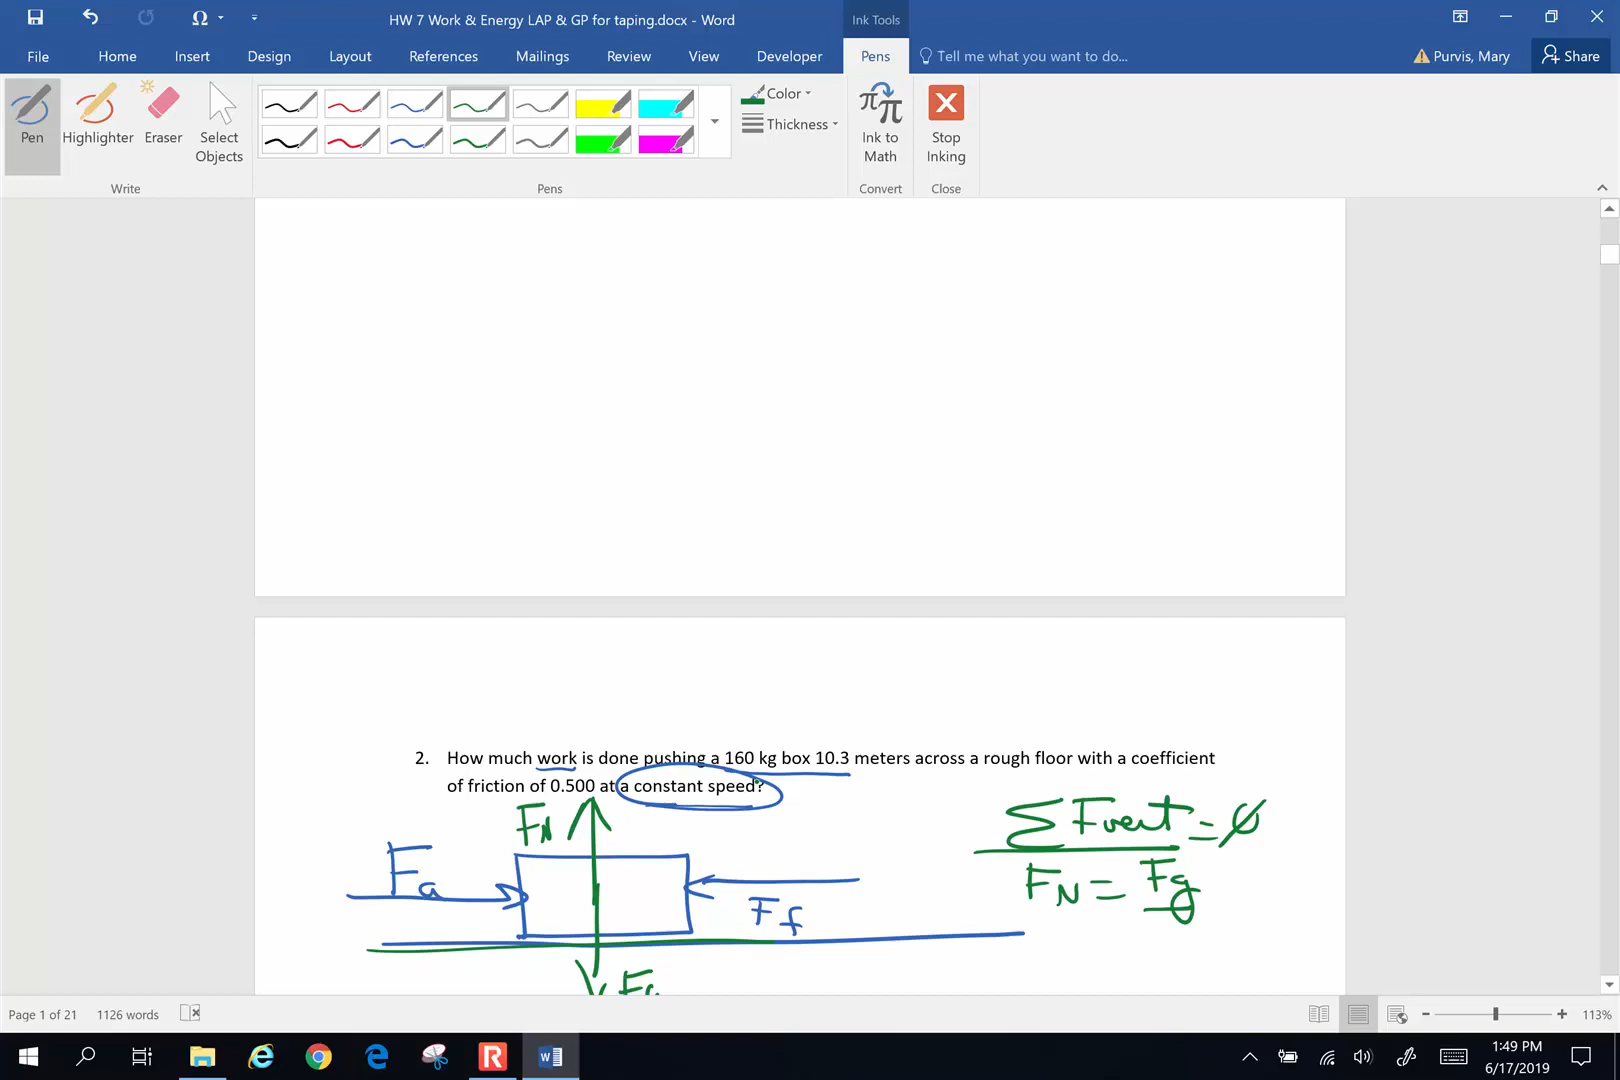 HW 7 Work & Energy LAP & GP for taping.docx - Word
Ink Tools
File Home Insert Design Layout References Mailings Review View Developer Pens Tell me what you want to do... Purvis, Mary Share
Pen Highlighter Eraser Select Objects
Color
Thickness
Ink to Math
Stop Inking
Write Pens Convert Close
2. How much work is done pushing a 160 kg box 10.3 meters across a rough floor with a coefficient
of friction of 0.500 at a constant speed?
FN
Σ Fvert = ∅
Fa
FN = Fg
Ff
Fg
Page 1 of 21 1126 words 113%
1:49 PM
6/17/2019